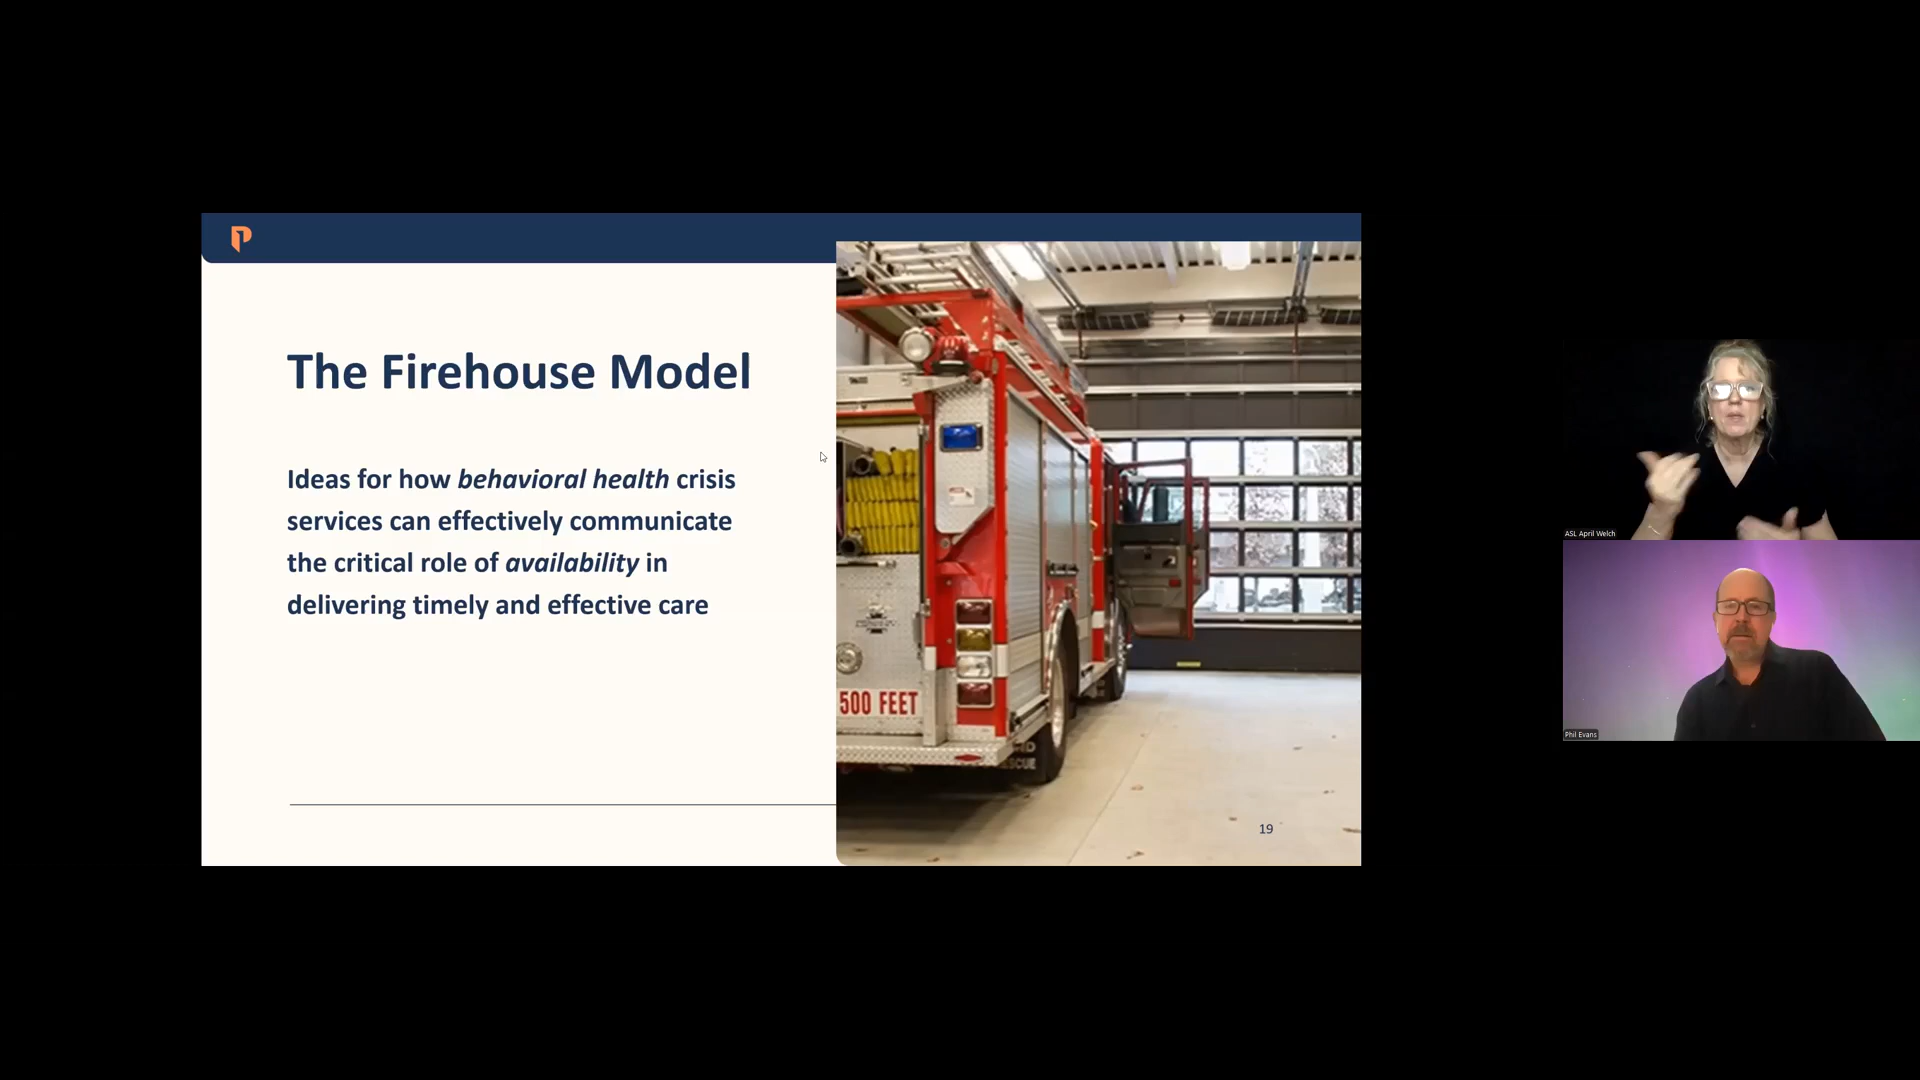 The Firehouse Model
Ideas for how behavioral health crisis
services can effectively communicate
the critical role of availability in
delivering timely and effective care
500 FEET
19
ASL April Welch
Phil Evans